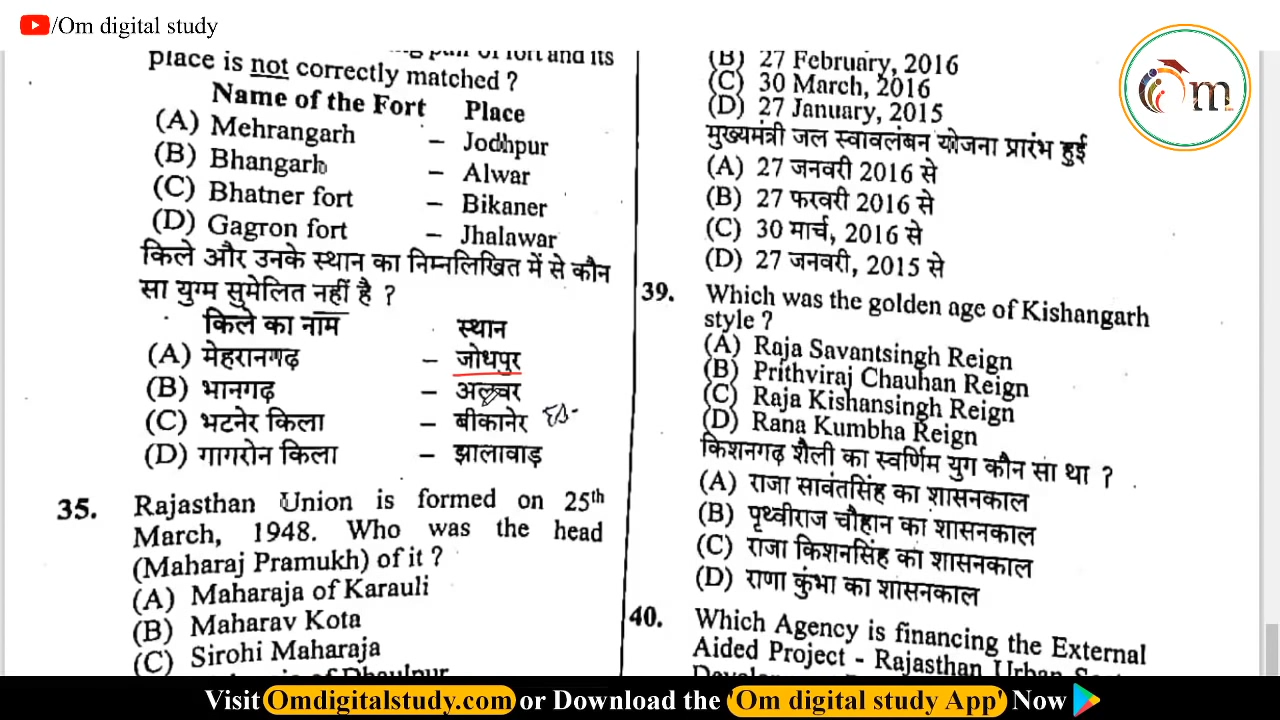 /Om digital study
of fort and its
place is not correctly matched ?
Name of the Fort Place
(A) Mehrangarh – Jodhpur
(B) Bhangarh – Alwar
(C) Bhatner fort – Bikaner
(D) Gagron fort – Jhalawar
किले और उनके स्थान का निम्नलिखित में से कौन
सा युग्म सुमेलित नहीं है ?
किले का नाम स्थान
(A) मेहरानगढ़ – जोधपुर
(B) भानगढ़ – अलवर
(C) भटनेर किला – बीकानेर
(D) गागरोन किला – झालावाड़
35. Rajasthan Union is formed on 25th
March, 1948. Who was the head
(Maharaj Pramukh) of it ?
(A) Maharaja of Karauli
(B) Maharav Kota
(C) Sirohi Maharaja
(B) 27 February, 2016
(C) 30 March, 2016
(D) 27 January, 2015
मुख्यमंत्री जल स्वावलंबन योजना प्रारंभ हुई
(A) 27 जनवरी 2016 से
(B) 27 फरवरी 2016 से
(C) 30 मार्च, 2016 से
(D) 27 जनवरी, 2015 से
39. Which was the golden age of Kishangarh
style ?
(A) Raja Savantsingh Reign
(B) Prithviraj Chauhan Reign
(C) Raja Kishansingh Reign
(D) Rana Kumbha Reign
किशनगढ़ शैली का स्वर्णिम युग कौन सा था ?
(A) राजा सावंतसिंह का शासनकाल
(B) पृथ्वीराज चौहान का शासनकाल
(C) राजा किशनसिंह का शासनकाल
(D) राणा कुंभा का शासनकाल
40. Which Agency is financing the External
Aided Project - Rajasthan Urban
Om
Visit Omdigitalstudy.com or Download the 'Om digital study App' Now